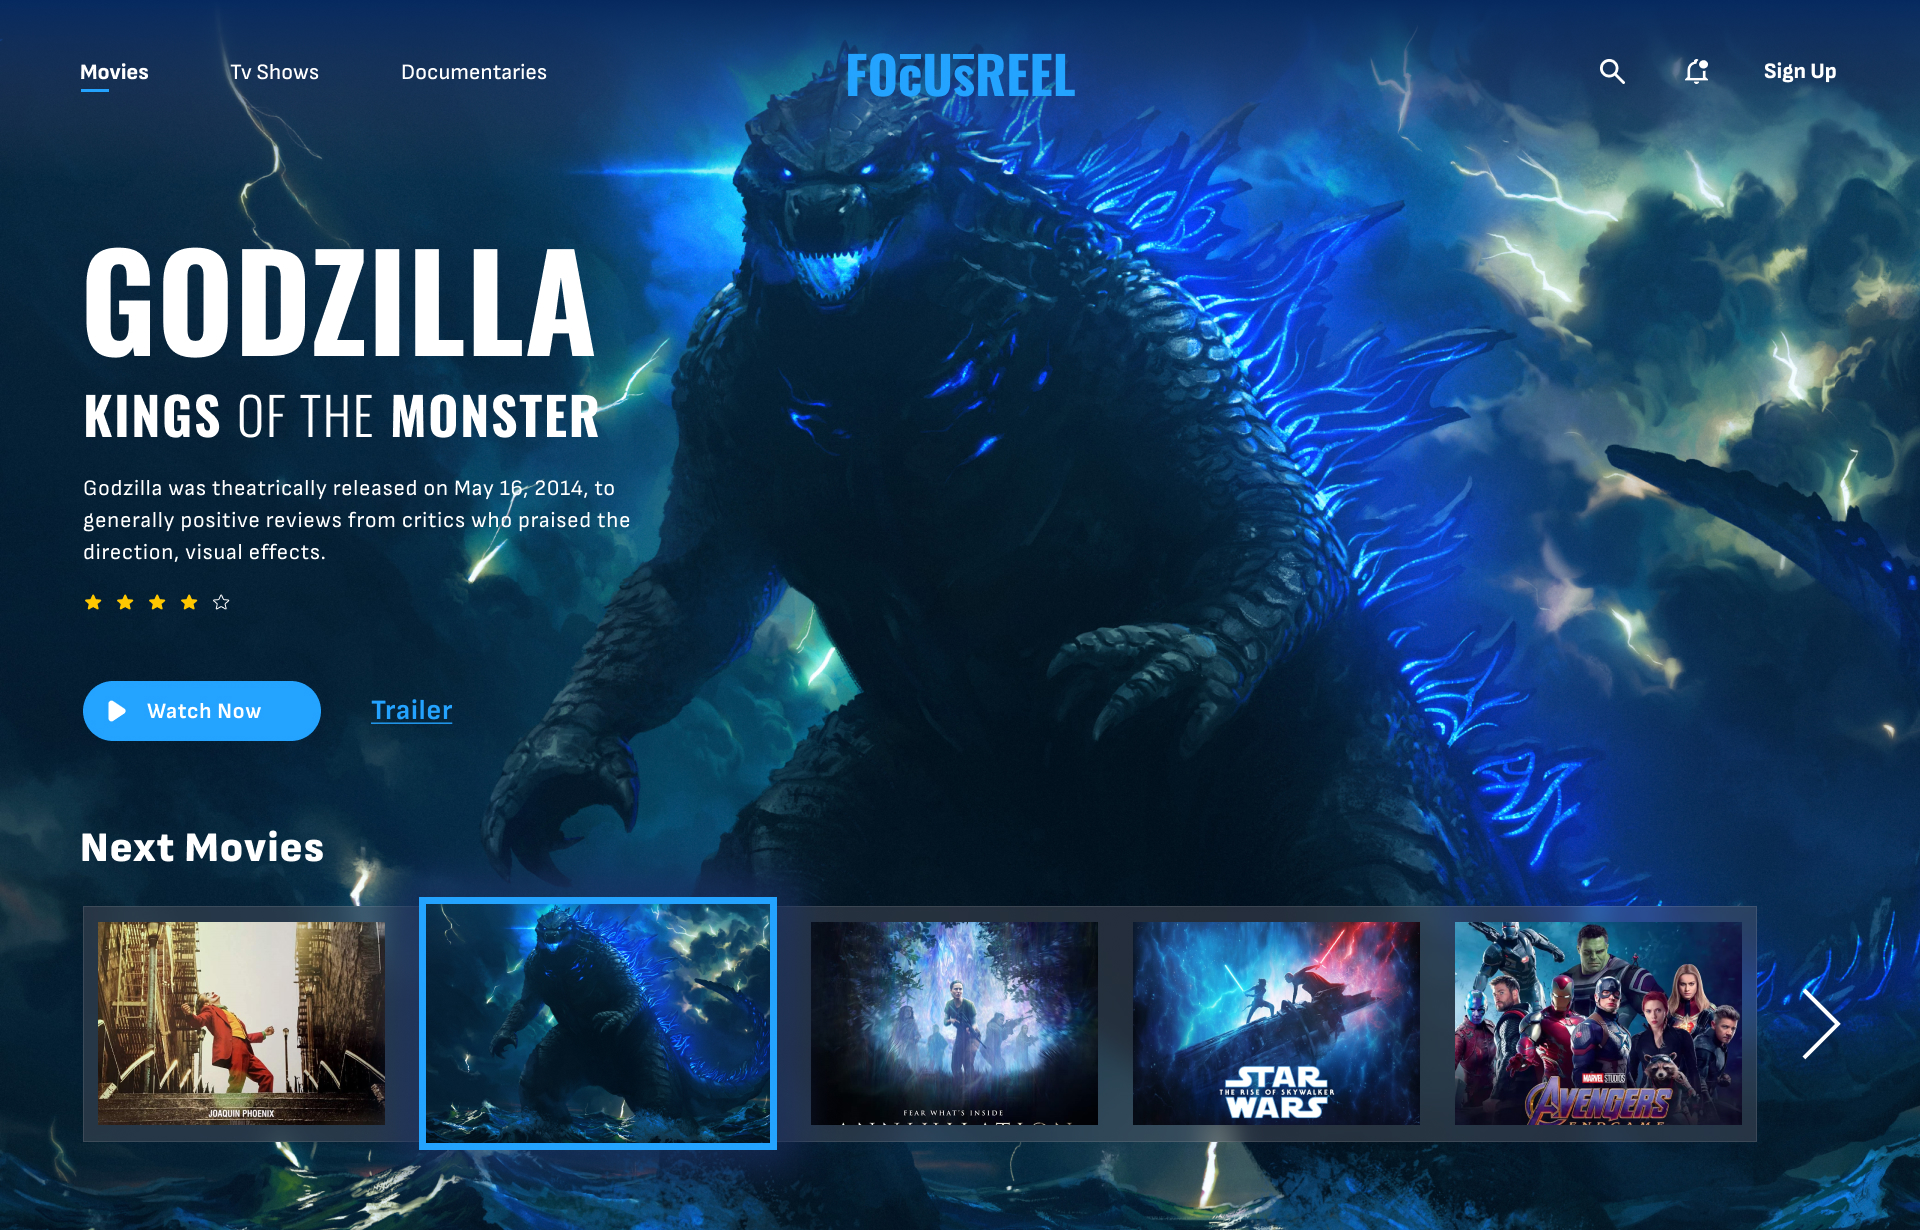 Movies
Tv Shows
Documentaries
FOcUsREEL
Sign Up
GODZILLA
KINGS OF THE MONSTER
Godzilla was theatrically released on May 16, 2014, to
generally positive reviews from critics who praised the
direction, visual effects.
Watch Now
Trailer
Next Movies
JOAQUIN PHOENIX
FEAR WHAT'S INSIDE
ANNIHILATION
STAR
THE RISE OF SKYWALKER
WARS
MARVEL STUDIOS
AVENGERS
ENDGAME